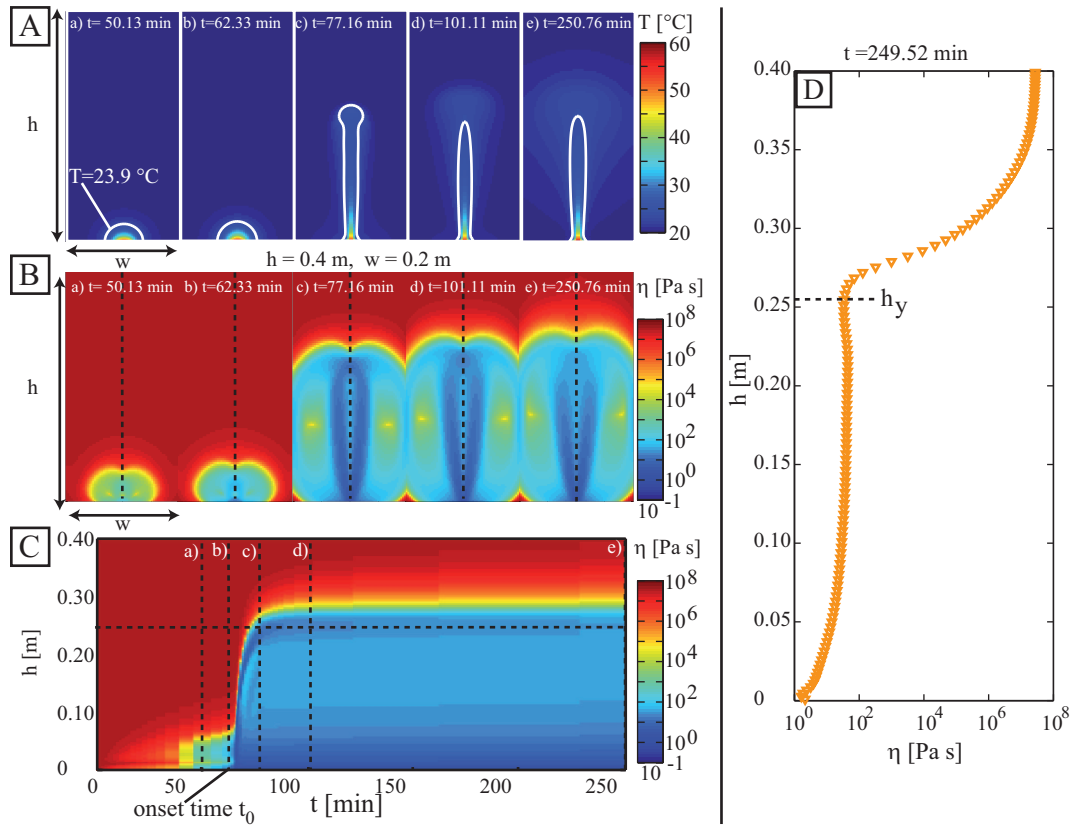 A
a) t= 50.13 min
b) t=62.33 min
c) t=77.16 min
d) t=101.11 min
e) t=250.76 min
T [°C]
60
50
40
30
20
h
T=23.9 °C
w
h = 0.4 m, w = 0.2 m
B
a) t= 50.13 min
b) t=62.33 min
c) t=77.16 min
d) t=101.11 min
e) t=250.76 min
η [Pa s]
10^8
10^6
10^4
10^2
10^0
10^-1
h
w
C
a)
b)
c)
d)
e)
η [Pa s]
10^8
10^6
10^4
10^2
10^0
10^-1
0.40
0.30
0.20
0.10
0
h [m]
0
50
100
150
200
250
t [min]
onset time t_0
D
t =249.52 min
0.40
0.35
0.30
0.25
0.20
0.15
0.10
0.05
0
h [m]
h_y
10^0
10^2
10^4
10^6
10^8
η [Pa s]